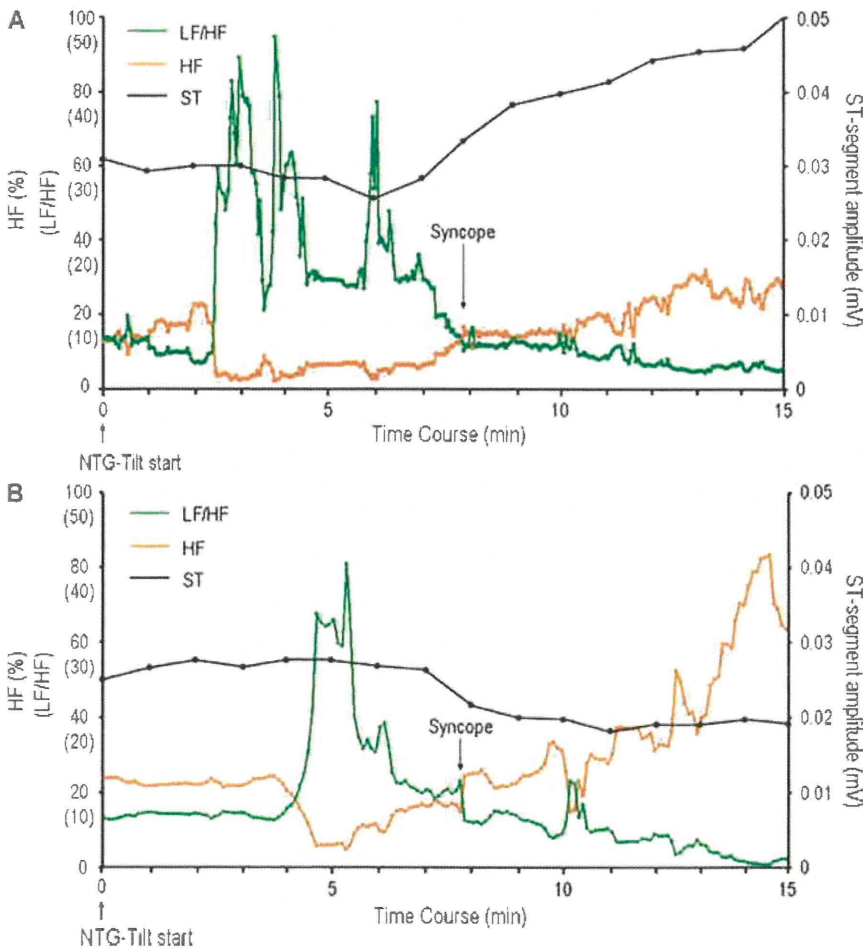 A
LF/HF
HF
ST
100
(50)
80
(40)
60
(30)
40
(20)
20
(10)
0
HF (%)
(LF/HF)
0.05
0.04
0.03
0.02
0.01
0
ST-segment amplitude (mV)
Syncope
0
5
10
15
Time Course (min)
NTG-Tilt start
B
LF/HF
HF
ST
100
(50)
80
(40)
60
(30)
40
(20)
20
(10)
0
HF (%)
(LF/HF)
0.05
0.04
0.03
0.02
0.01
0
ST-segment amplitude (mV)
Syncope
0
5
10
15
Time Course (min)
NTG-Tilt start